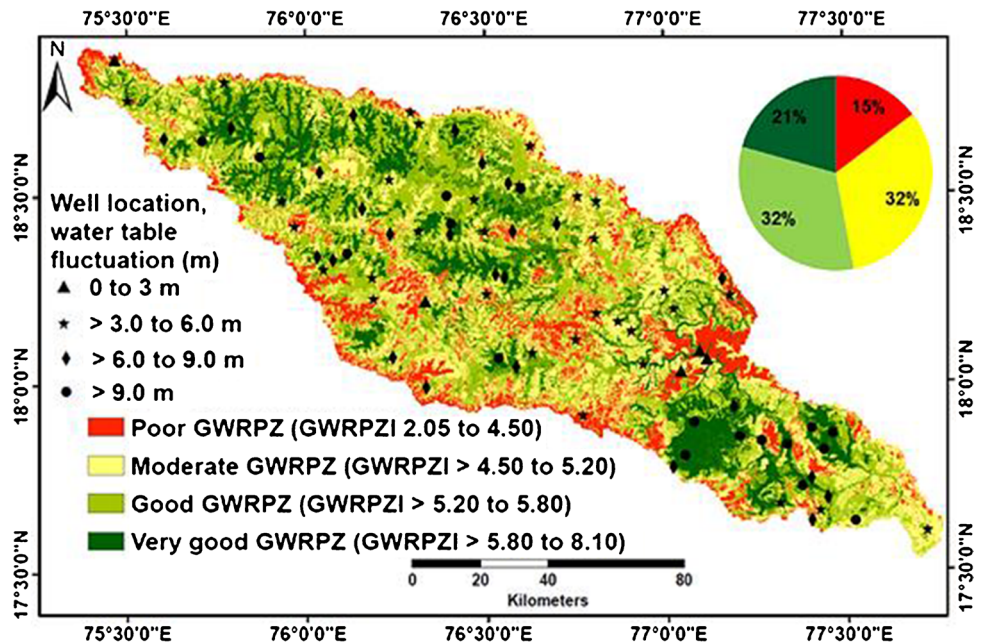 75°30'0"E 76°0'0"E 76°30'0"E 77°0'0"E 77°30'0"E
N
21%
15%
32%
32%
18°30'0"N
18°30'0"N
Well location,
water table
fluctuation (m)
0 to 3 m
> 3.0 to 6.0 m
> 6.0 to 9.0 m
> 9.0 m
18°0'0"N
18°0'0"N
Poor GWRPZ (GWRPZI 2.05 to 4.50)
Moderate GWRPZ (GWRPZI > 4.50 to 5.20)
Good GWRPZ (GWRPZI > 5.20 to 5.80)
Very good GWRPZ (GWRPZI > 5.80 to 8.10)
17°30'0"N
17°30'0"N
0 20 40 80
Kilometers
75°30'0"E 76°0'0"E 76°30'0"E 77°0'0"E 77°30'0"E